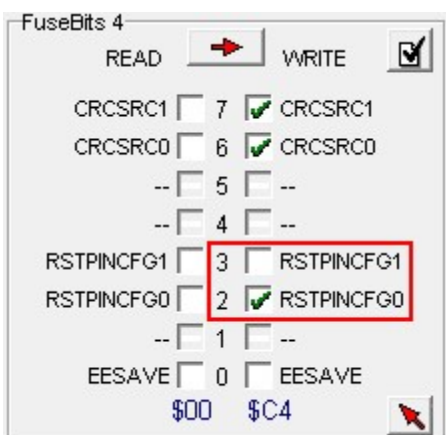 FuseBits 4
READ WRITE
CRCSRC1 7 CRCSRC1
CRCSRC0 6 CRCSRC0
-- 5 --
-- 4 --
RSTPINCFG1 3 RSTPINCFG1
RSTPINCFG0 2 RSTPINCFG0
-- 1 --
EESAVE 0 EESAVE
$00 $C4